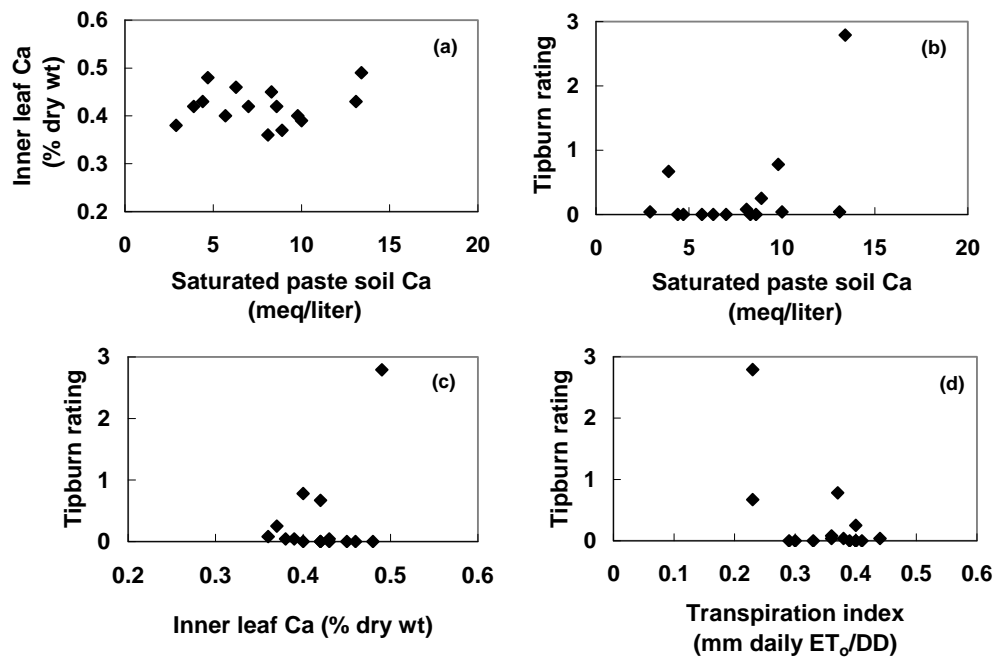 (a)
Inner leaf Ca
(% dry wt)
0.6
0.5
0.4
0.3
0.2
0 5 10 15 20
Saturated paste soil Ca
(meq/liter)
(b)
Tipburn rating
3
2
1
0
0 5 10 15 20
Saturated paste soil Ca
(meq/liter)
(c)
Tipburn rating
3
2
1
0
0.2 0.3 0.4 0.5 0.6
Inner leaf Ca (% dry wt)
(d)
Tipburn rating
3
2
1
0
0 0.1 0.2 0.3 0.4 0.5 0.6
Transpiration index
(mm daily ETₒ/DD)